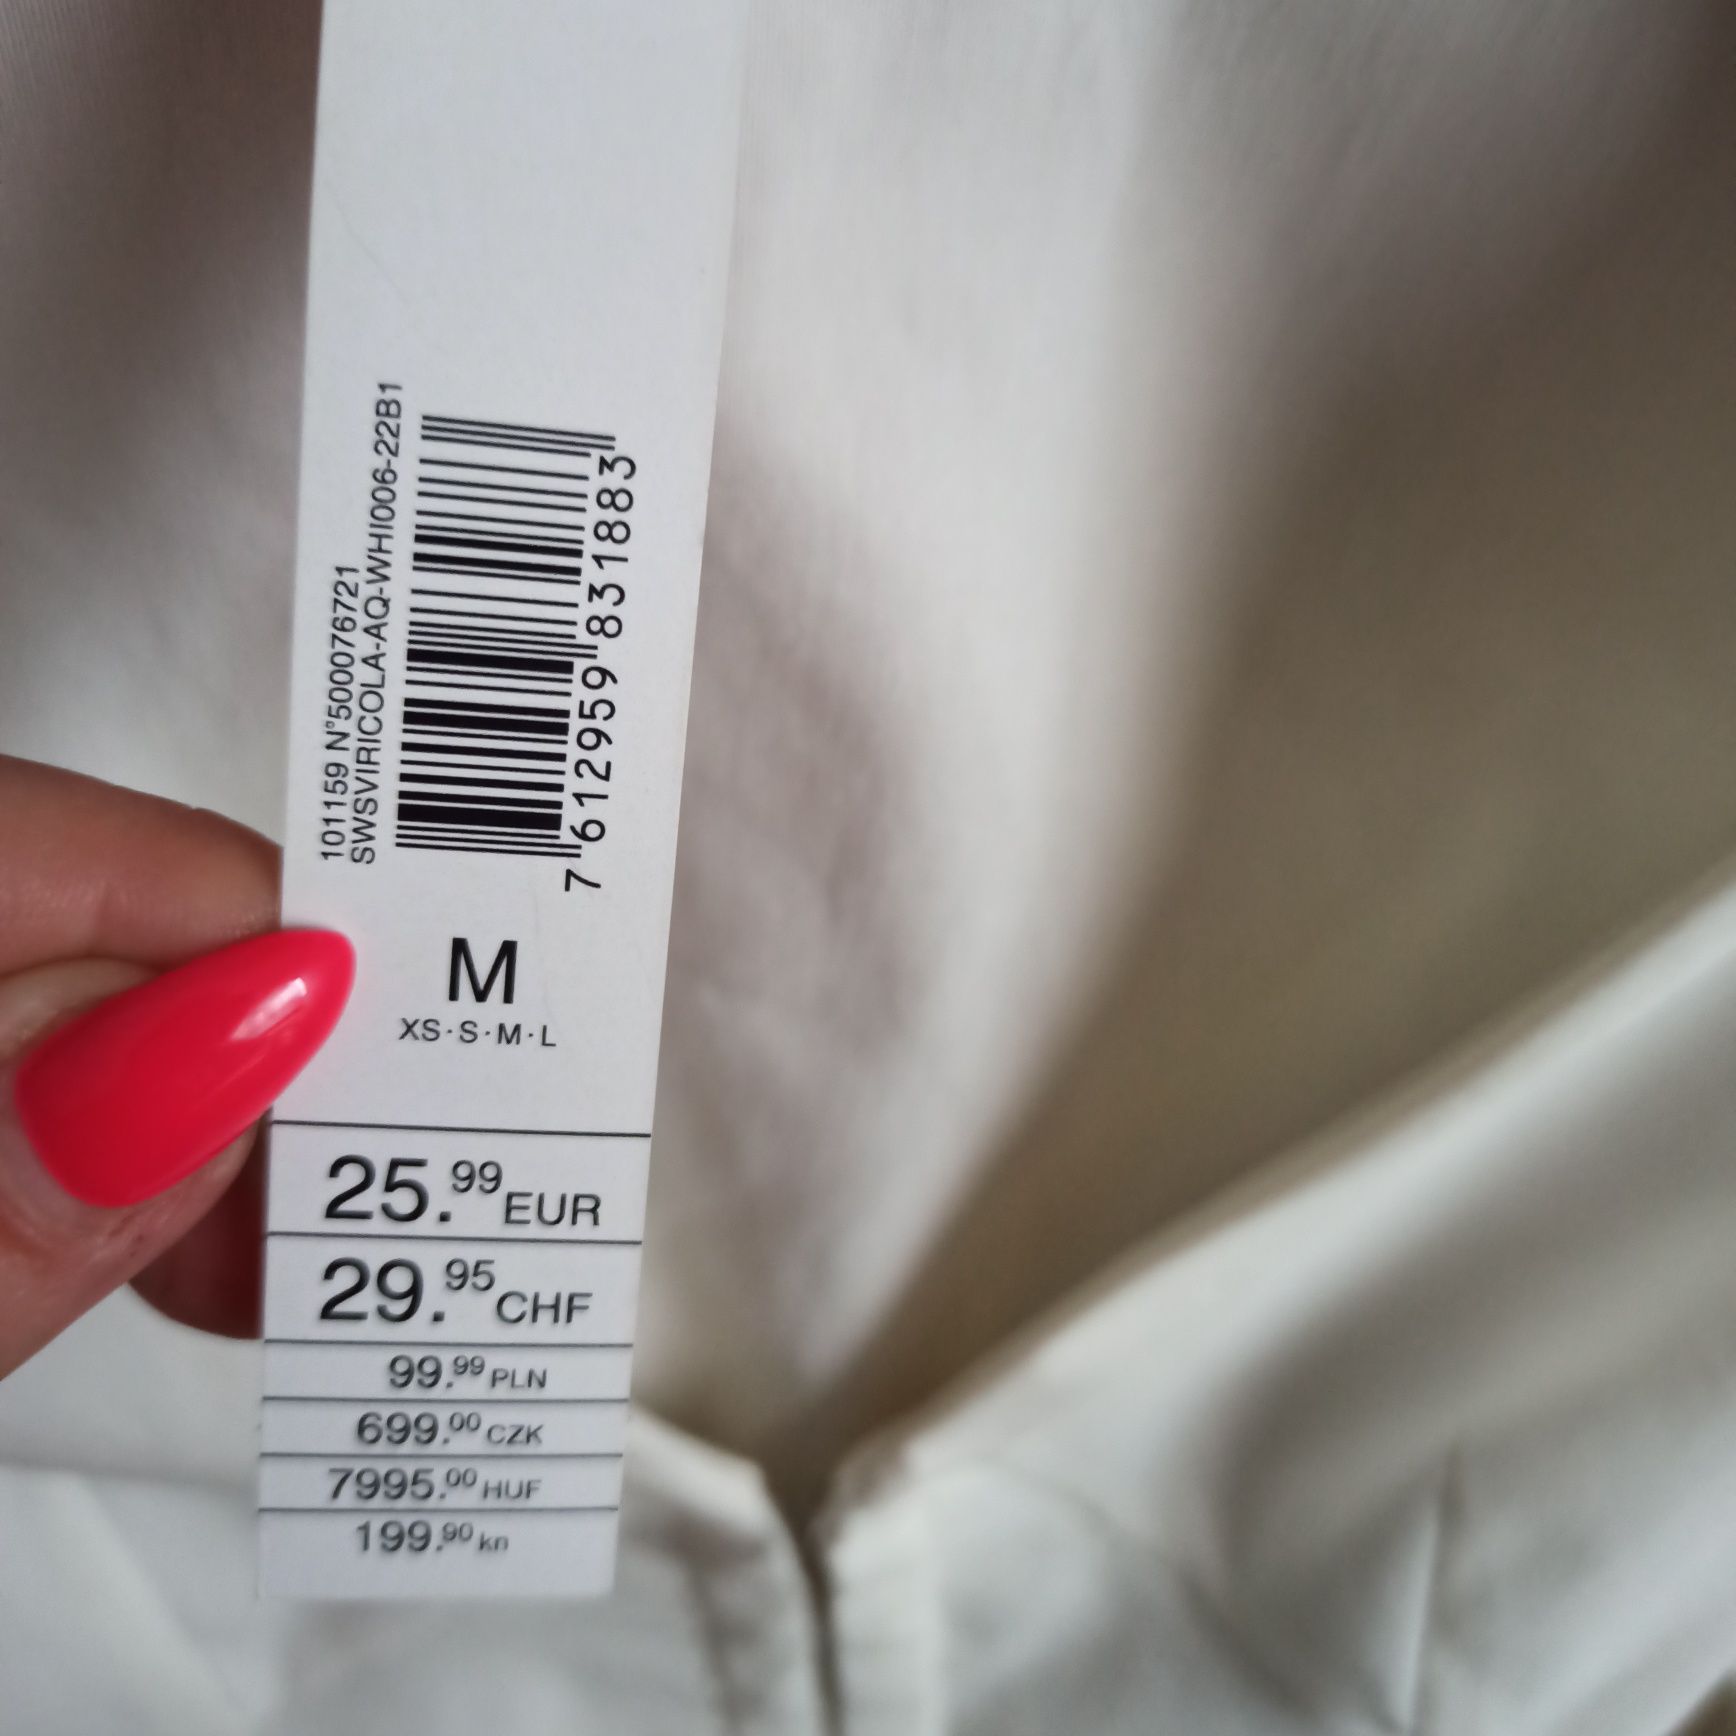 101159 N°500076721
SWSVIRICOLA-AQ-WHI006-22B1
7 612959 831883
M
XS·S·M·L
25.99 EUR
29.95 CHF
99.99 PLN
699.00 CZK
7995.00 HUF
199.90 kn